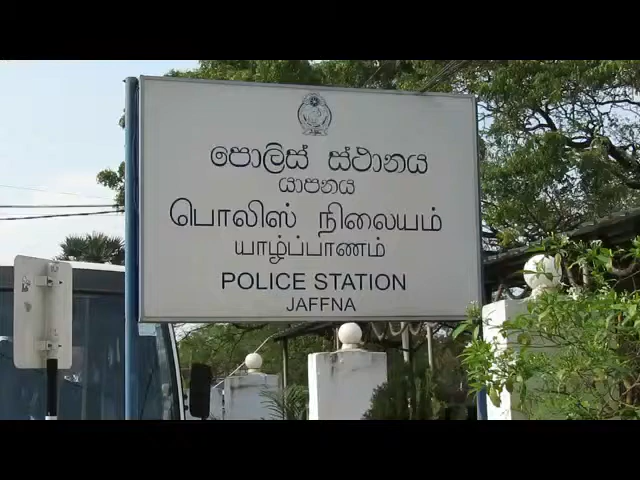 පොලිස් ස්ථානය
යාපනය
பொலிஸ் நிலையம்
யாழ்ப்பாணம்
POLICE STATION
JAFFNA